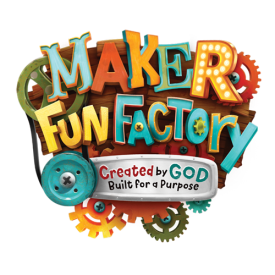 MAKER
FUN FACTORY
Created by GOD
Built for a Purpose